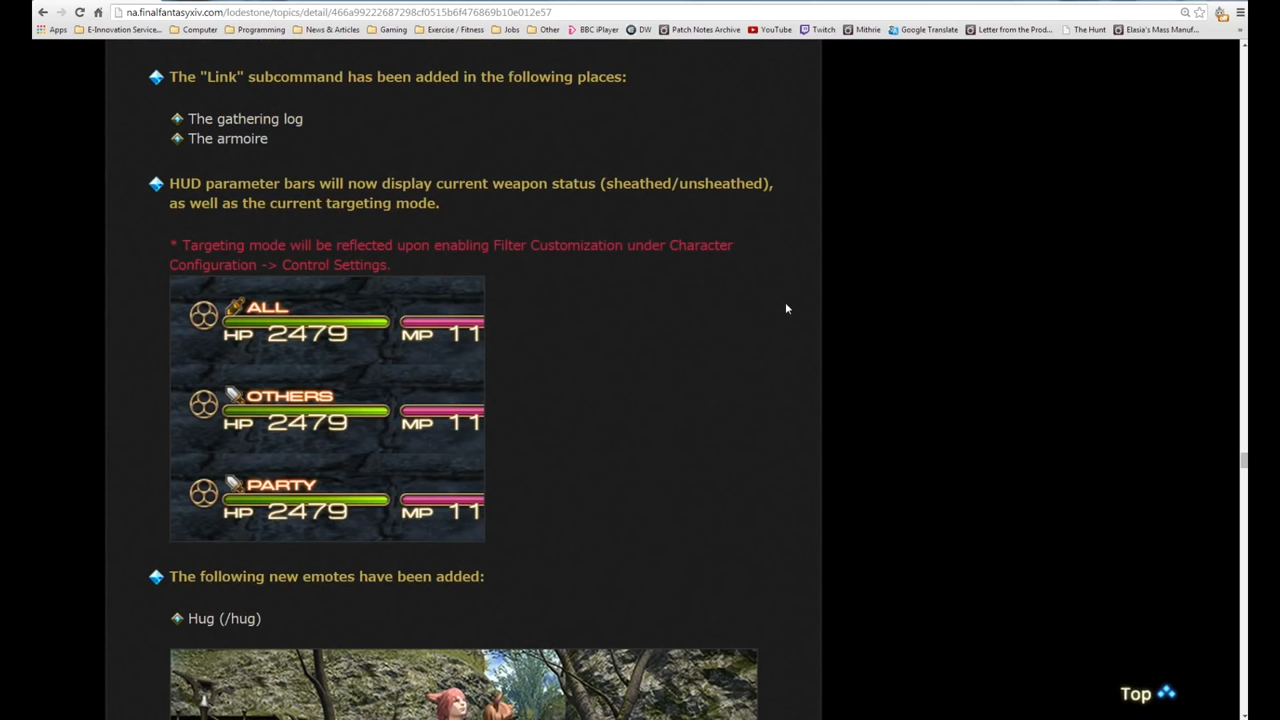 na.finalfantasyxiv.com/lodestone/topics/detail/466a99222687298cf0515b6f476869b10e012e57
Apps E-Innovation Service... Computer Programming News & Articles Gaming Exercise / Fitness Jobs Other BBC iPlayer DW Patch Notes Archive YouTube Twitch Mithrie Google Translate Letter from the Prod... The Hunt Elasia's Mass Manuf... »
The "Link" subcommand has been added in the following places:
The gathering log
The armoire
HUD parameter bars will now display current weapon status (sheathed/unsheathed),
as well as the current targeting mode.
* Targeting mode will be reflected upon enabling Filter Customization under Character
Configuration -> Control Settings.
ALL
HP 2479 MP 11
OTHERS
HP 2479 MP 11
PARTY
HP 2479 MP 11
The following new emotes have been added:
Hug (/hug)
Top